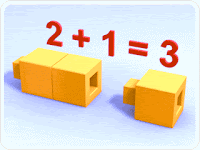 2 + 1 = 3